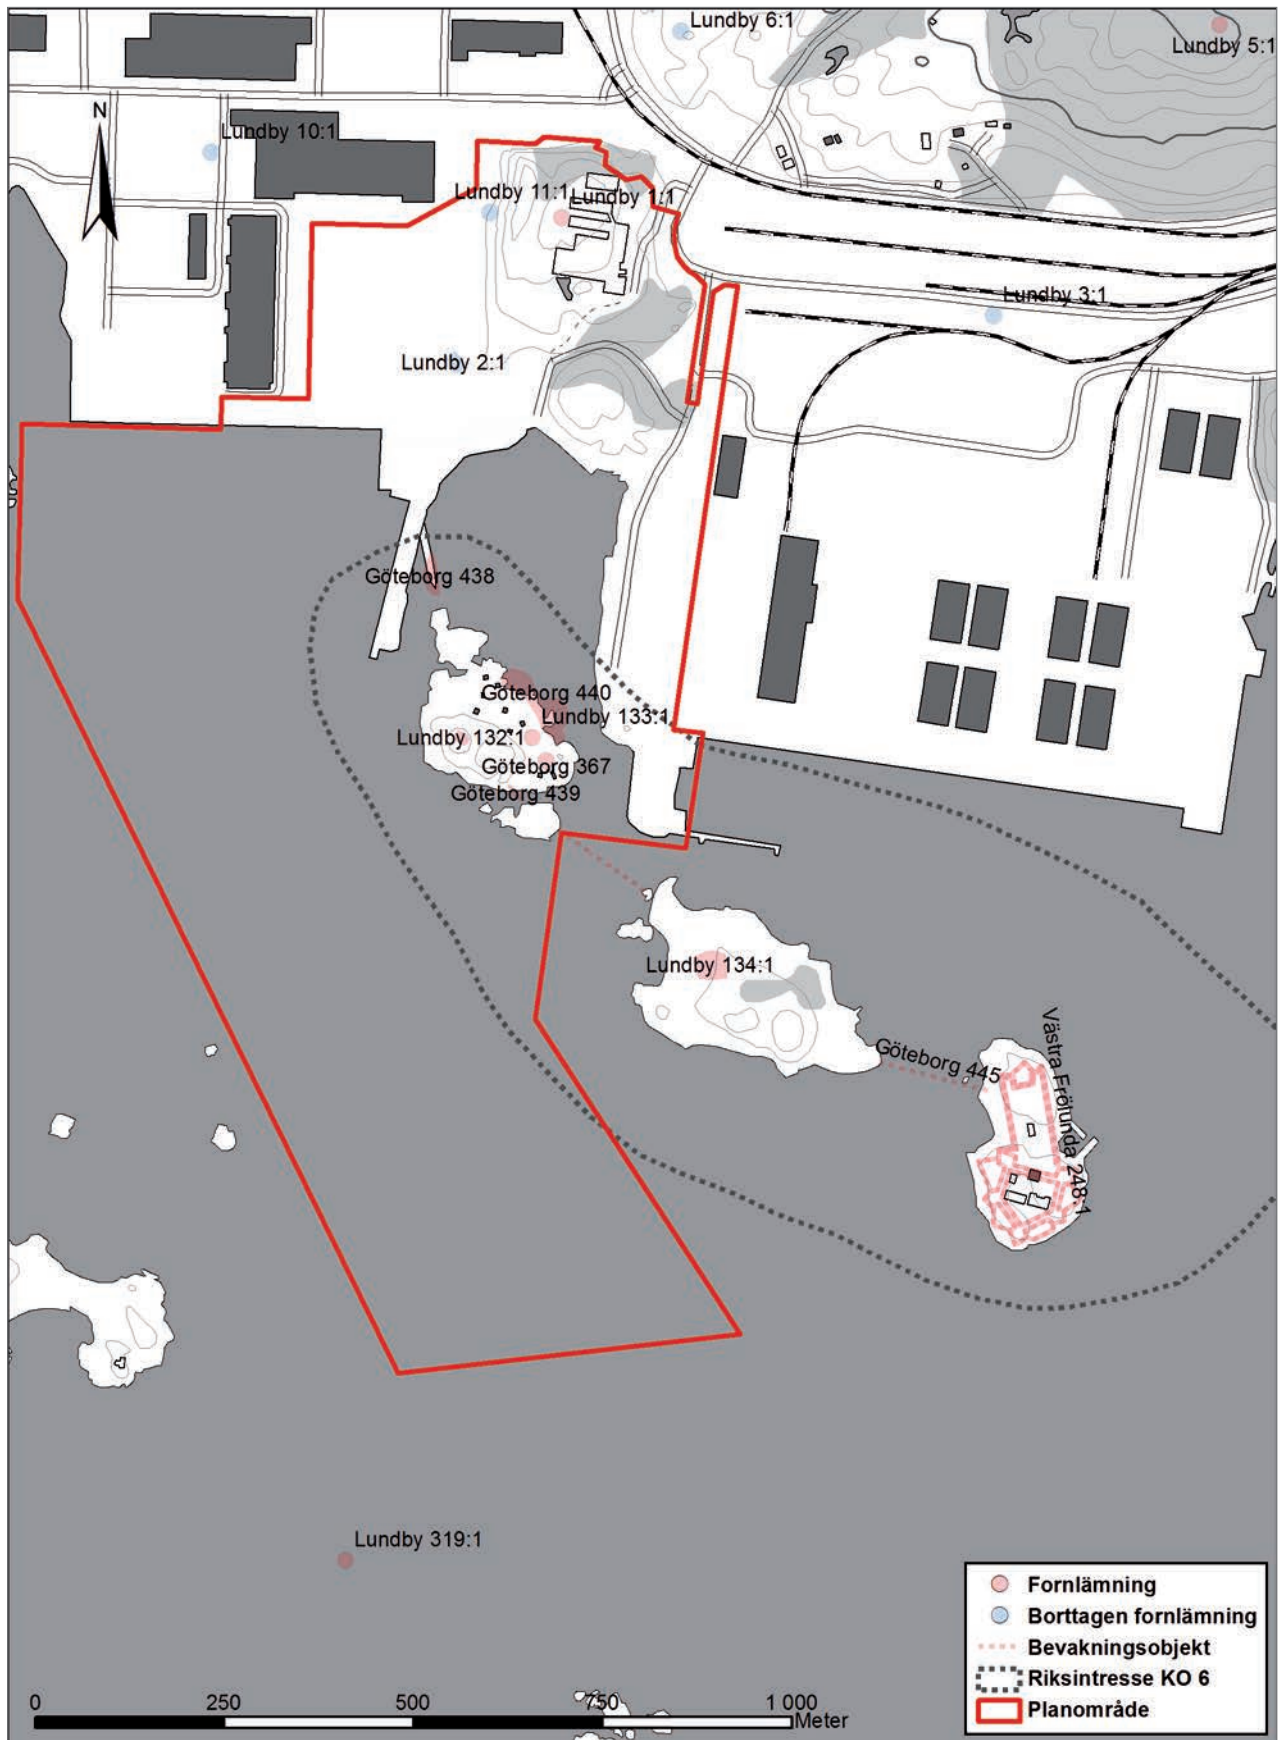 Lundby 6:1
Lundby 5:1
N
Lundby 10:1
Lundby 11:1
Lundby 1:1
Lundby 3:1
Lundby 2:1
Göteborg 438
Göteborg 440
Lundby 133:1
Lundby 132:1
Göteborg 367
Göteborg 439
Lundby 134:1
Västra Frölunda 248:1
Göteborg 445
Lundby 319:1
Fornlämning
Borttagen fornlämning
Bevakningsobjekt
Riksintresse KO 6
Planområde
0 250 500 750 1 000
Meter